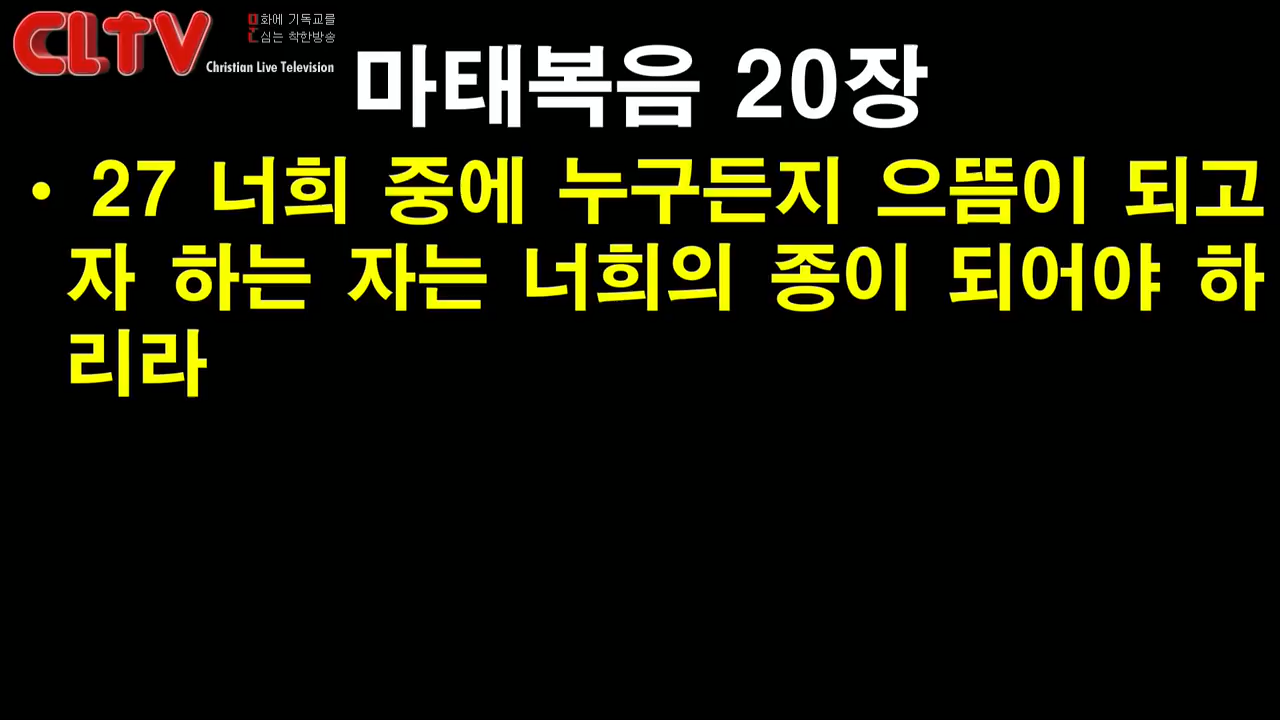 CLTV
문화에 기독교를
심는 착한방송
Christian Live Television
마태복음 20장
• 27 너희 중에 누구든지 으뜸이 되고
자 하는 자는 너희의 종이 되어야 하
리라